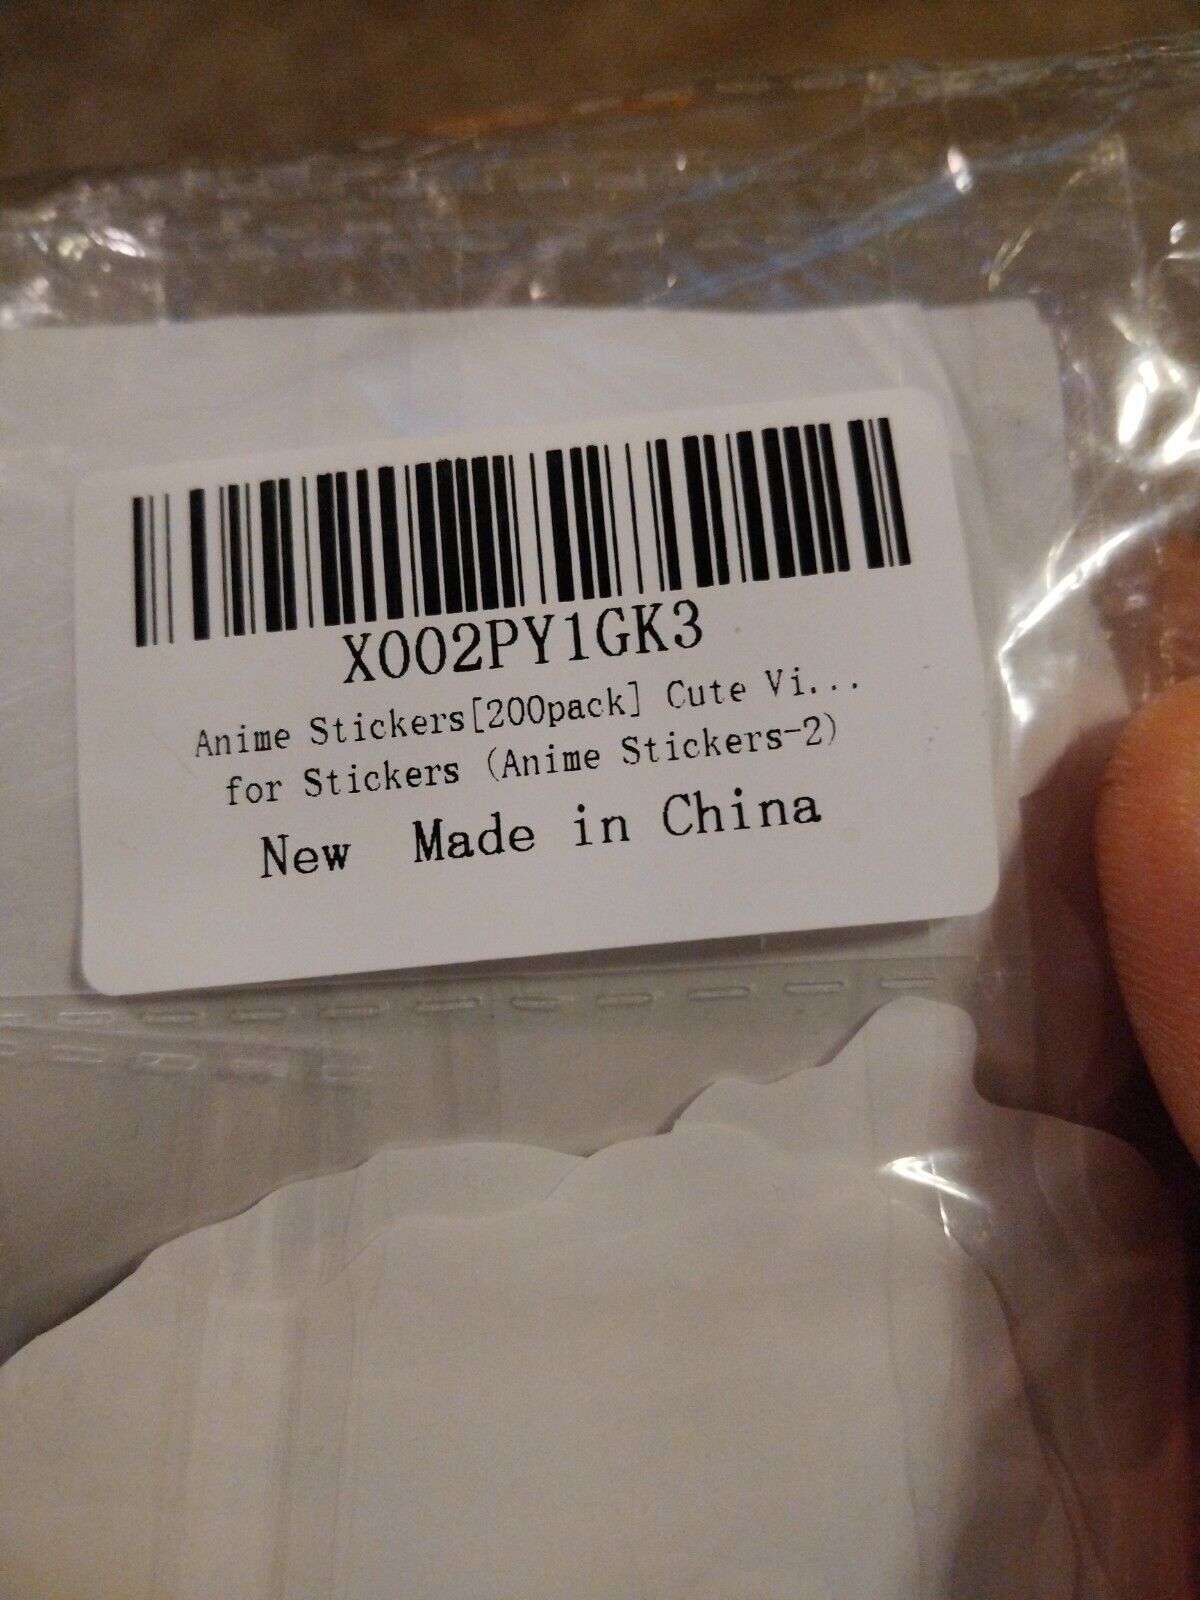 X002PY1GK3
Anime Stickers[200pack] Cute Vi...
for Stickers (Anime Stickers-2)
New Made in China